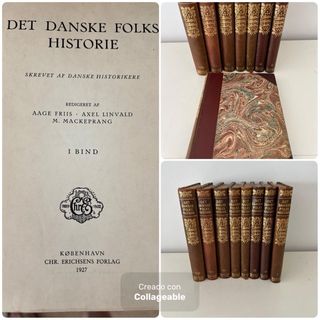 DET DANSKE FOLKS
HISTORIE
SKREVET AF DANSKE HISTORIKERE
REDIGERET AF
AAGE FRIIS · AXEL LINVALD
M. MACKEPRANG
I BIND
KØBENHAVN
CHR. ERICHSENS FORLAG
1927
Creado con
Collageable